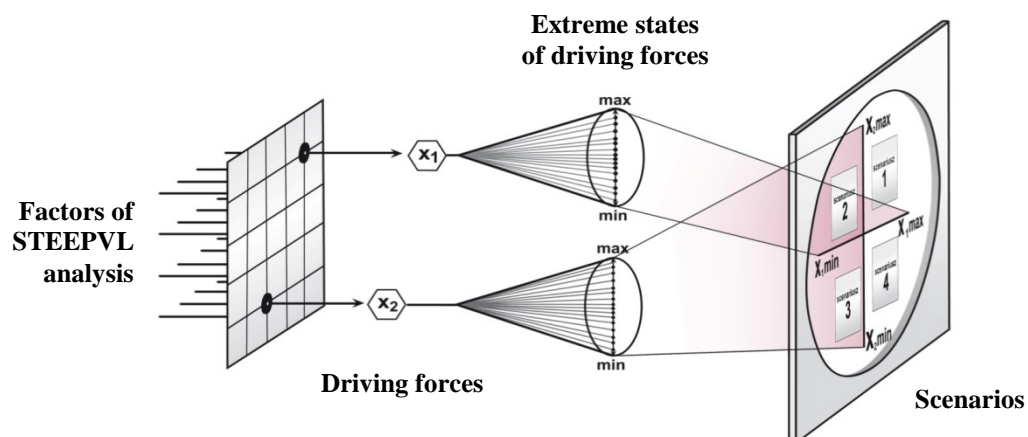 Extreme states
of driving forces
max
X₁
min
max
X₂
min
Factors of
STEEPVL
analysis
Driving forces
X₂max
scenariusz
1
scenariusz
2
X₁max
X₁min
scenariusz
3
scenariusz
4
X₂min
Scenarios